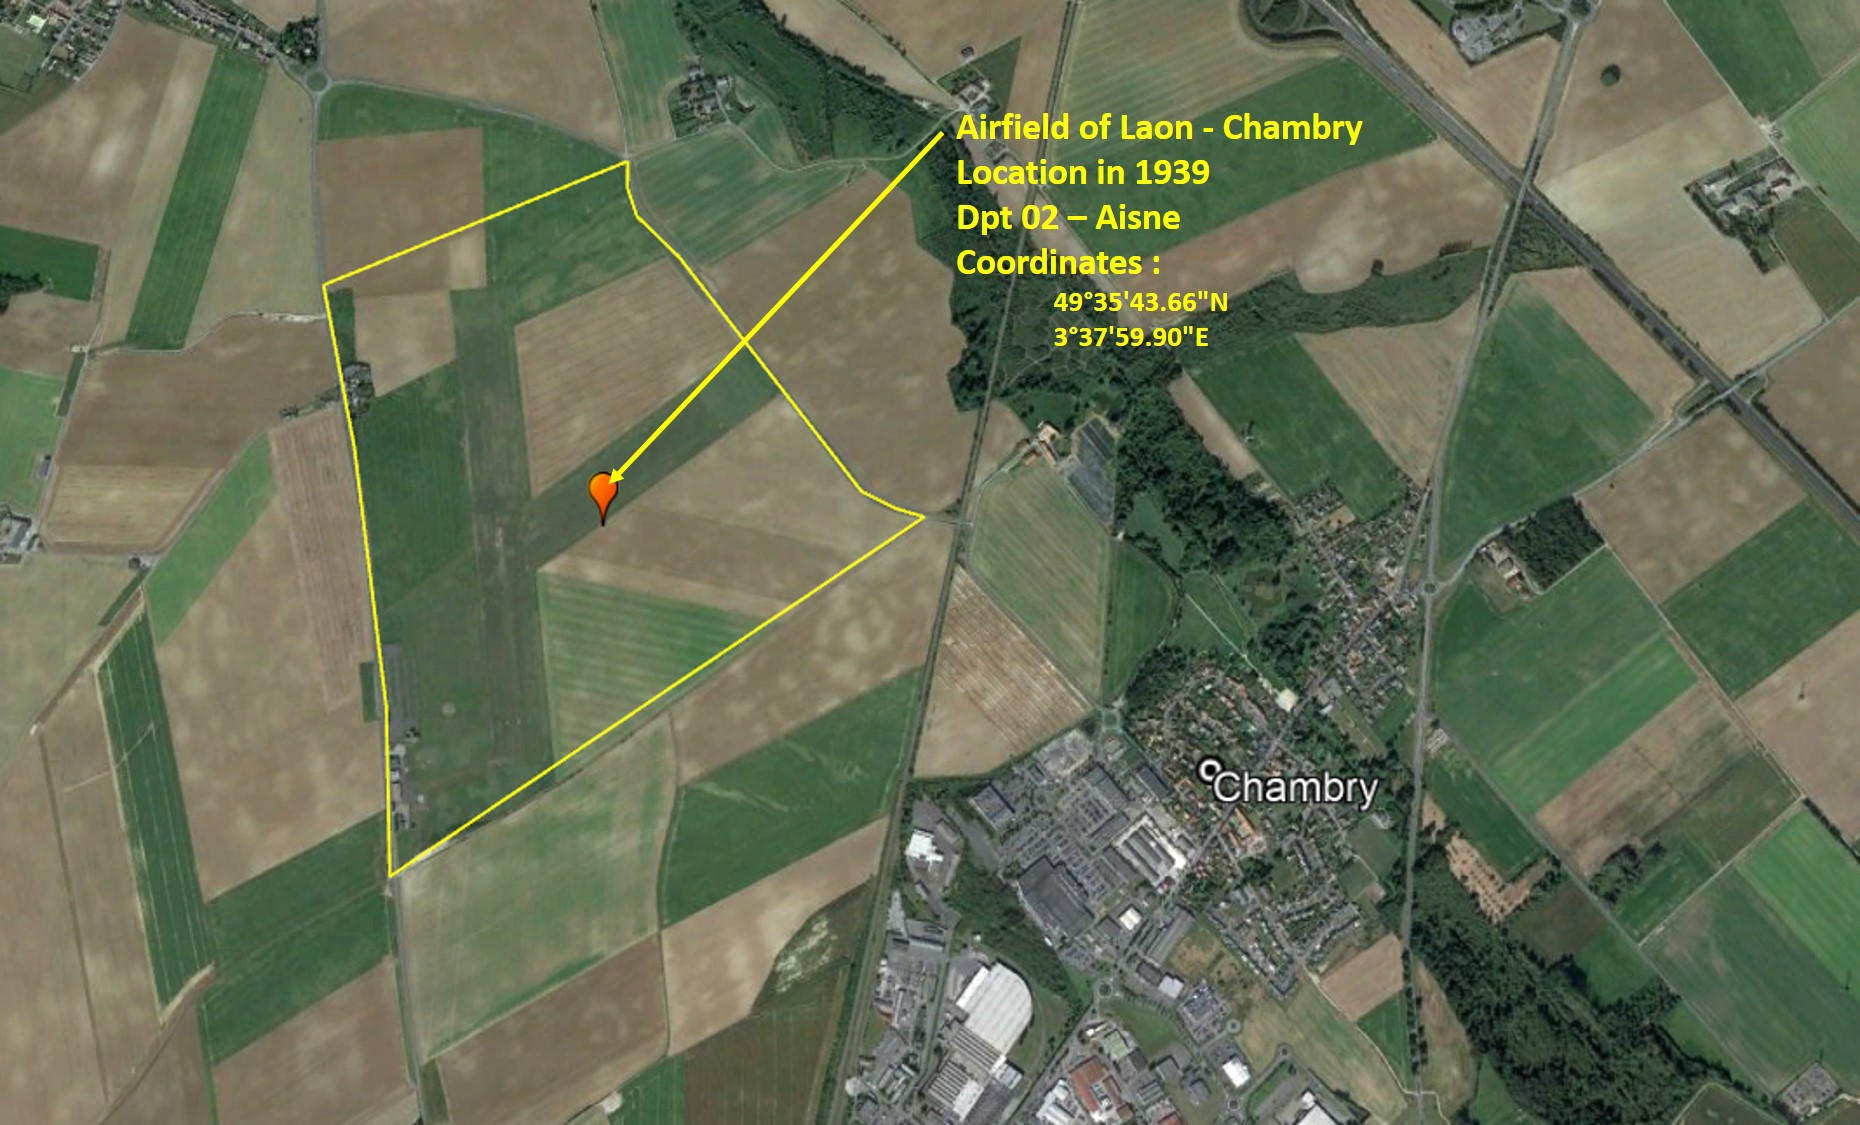 Airfield of Laon - Chambry
Location in 1939
Dpt 02 – Aisne
Coordinates :
49°35'43.66"N
3°37'59.90"E
Chambry